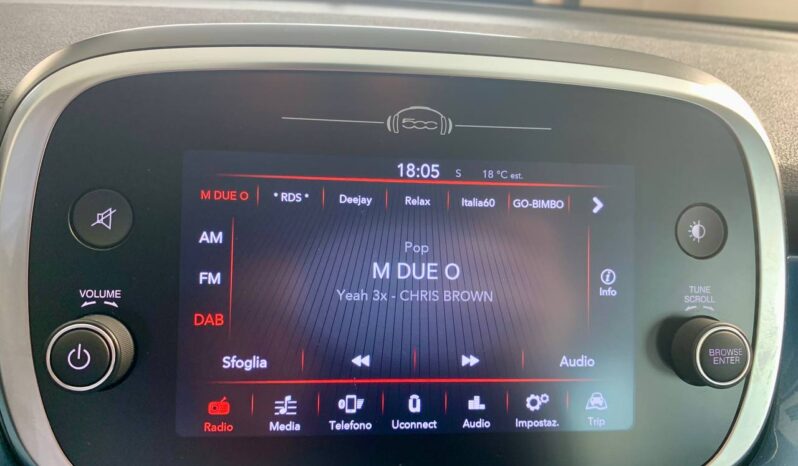 500
18:05 S 18 °C est.
M DUE O * RDS * Deejay Relax Italia60 GO-BIMBO
AM
Pop
FM
M DUE O
Info
Yeah 3x - CHRIS BROWN
DAB
Sfoglia Audio
Radio Media Telefono Uconnect Audio Impostaz. Trip
VOLUME
TUNE
SCROLL
BROWSE
ENTER